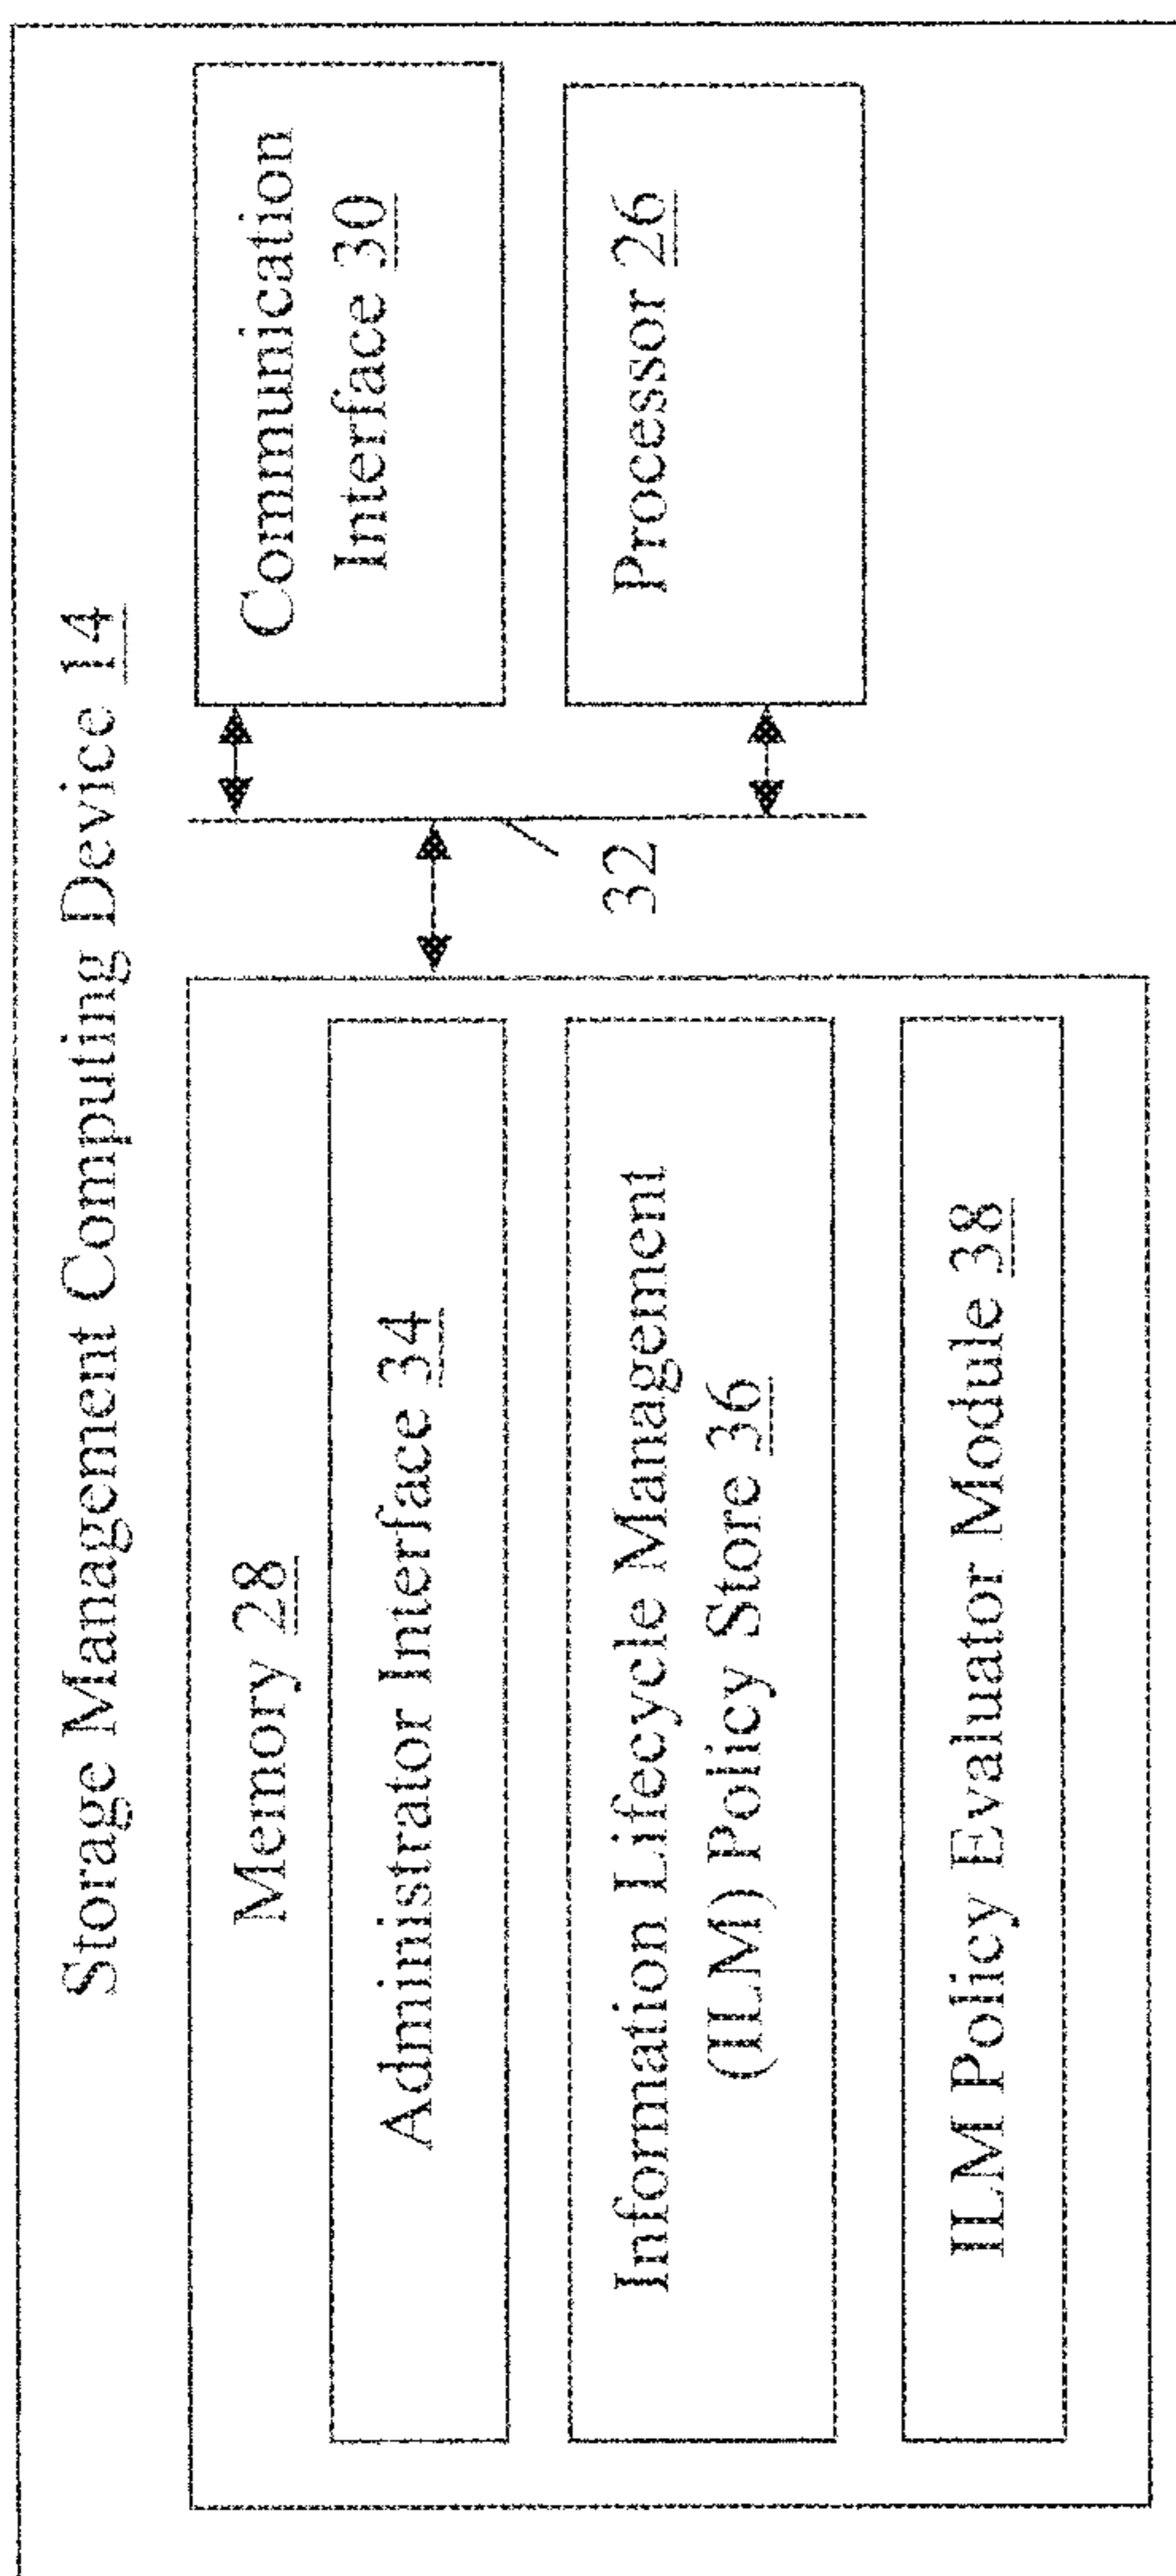 Storage Management Computing Device 14
Memory 28
Administrator Interface 34
Information Lifecycle Management
(ILM) Policy Store 36
ILM Policy Evaluator Module 38
32
Communication
Interface 30
Processor 26